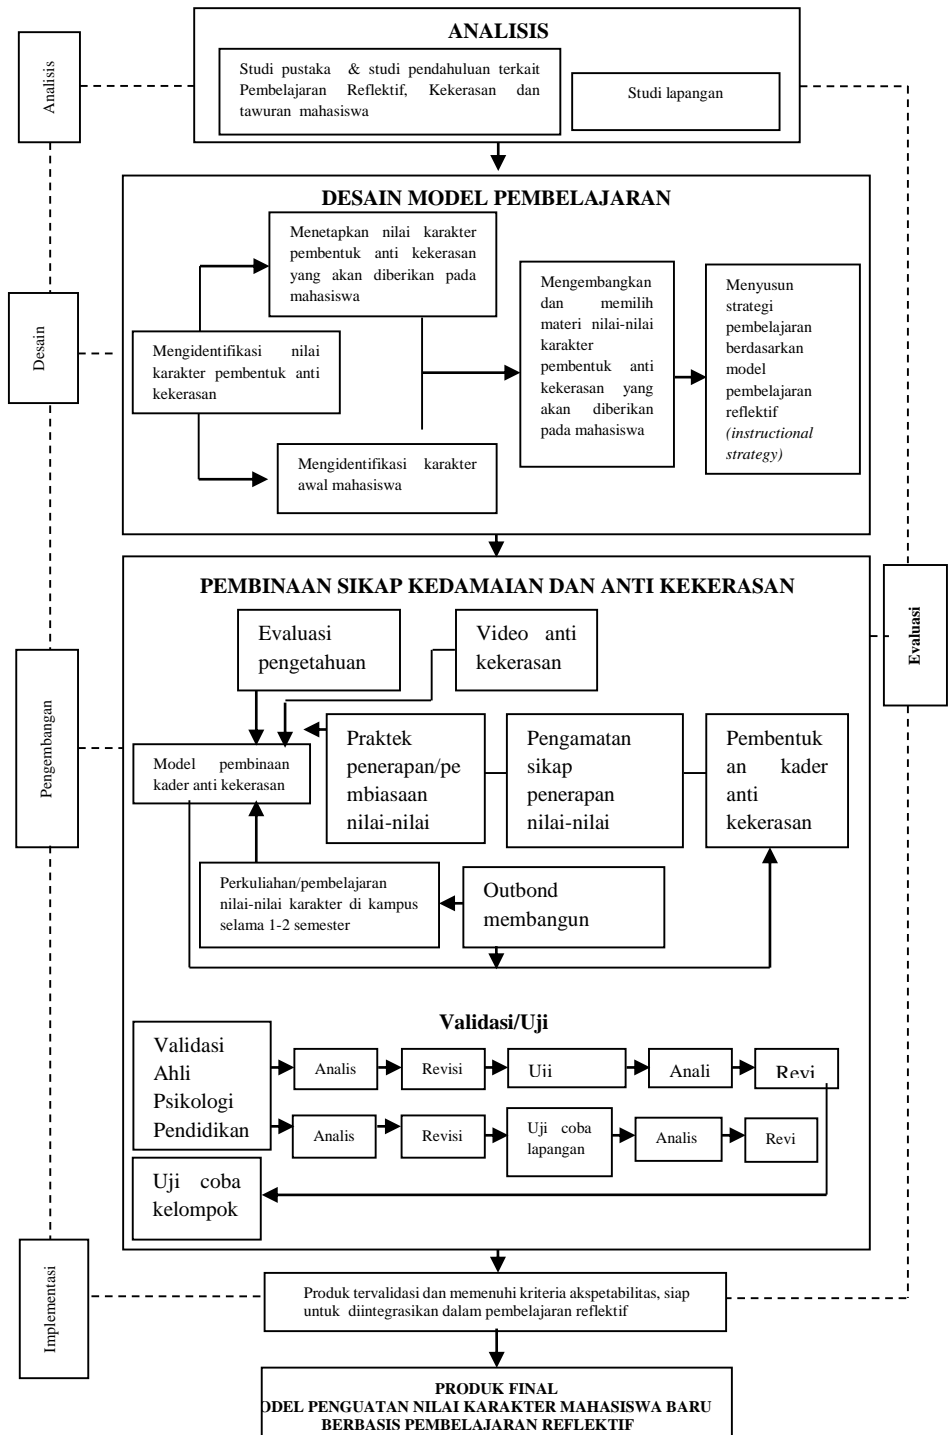 ANALISIS
Studi pustaka & studi pendahuluan terkait
Pembelajaran Reflektif, Kekerasan dan
tawuran mahasiswa
Studi lapangan
Analisis
DESAIN MODEL PEMBELAJARAN
Menetapkan nilai karakter
pembentuk anti kekerasan
yang akan diberikan pada
mahasiswa
Mengidentifikasi nilai
karakter pembentuk anti
kekerasan
Mengidentifikasi karakter
awal mahasiswa
Mengembangkan
dan memilih
materi nilai-nilai
karakter
pembentuk anti
kekerasan yang
akan diberikan
pada mahasiswa
Menyusun
strategi
pembelajaran
berdasarkan
model
pembelajaran
reflektif
(instructional
strategy)
Desain
PEMBINAAN SIKAP KEDAMAIAN DAN ANTI KEKERASAN
Evaluasi
pengetahuan
Video anti
kekerasan
Model pembinaan
kader anti kekerasan
Praktek
penerapan/pe
mbiasaan
nilai-nilai
Pengamatan
sikap
penerapan
nilai-nilai
Pembentuk
an kader
anti
kekerasan
Perkuliahan/pembelajaran
nilai-nilai karakter di kampus
selama 1-2 semester
Outbond
membangun
Pengembangan
Evaluasi
Validasi/Uji
Validasi
Ahli
Psikologi
Pendidikan
Analis
Revisi
Uji
Anali
Revi
Analis
Revisi
Uji coba
lapangan
Analis
Revi
Uji coba
kelompok
Implementasi
Produk tervalidasi dan memenuhi kriteria akspetabilitas, siap
untuk diintegrasikan dalam pembelajaran reflektif
PRODUK FINAL
ODEL PENGUATAN NILAI KARAKTER MAHASISWA BARU
BERBASIS PEMBELAJARAN REFLEKTIF